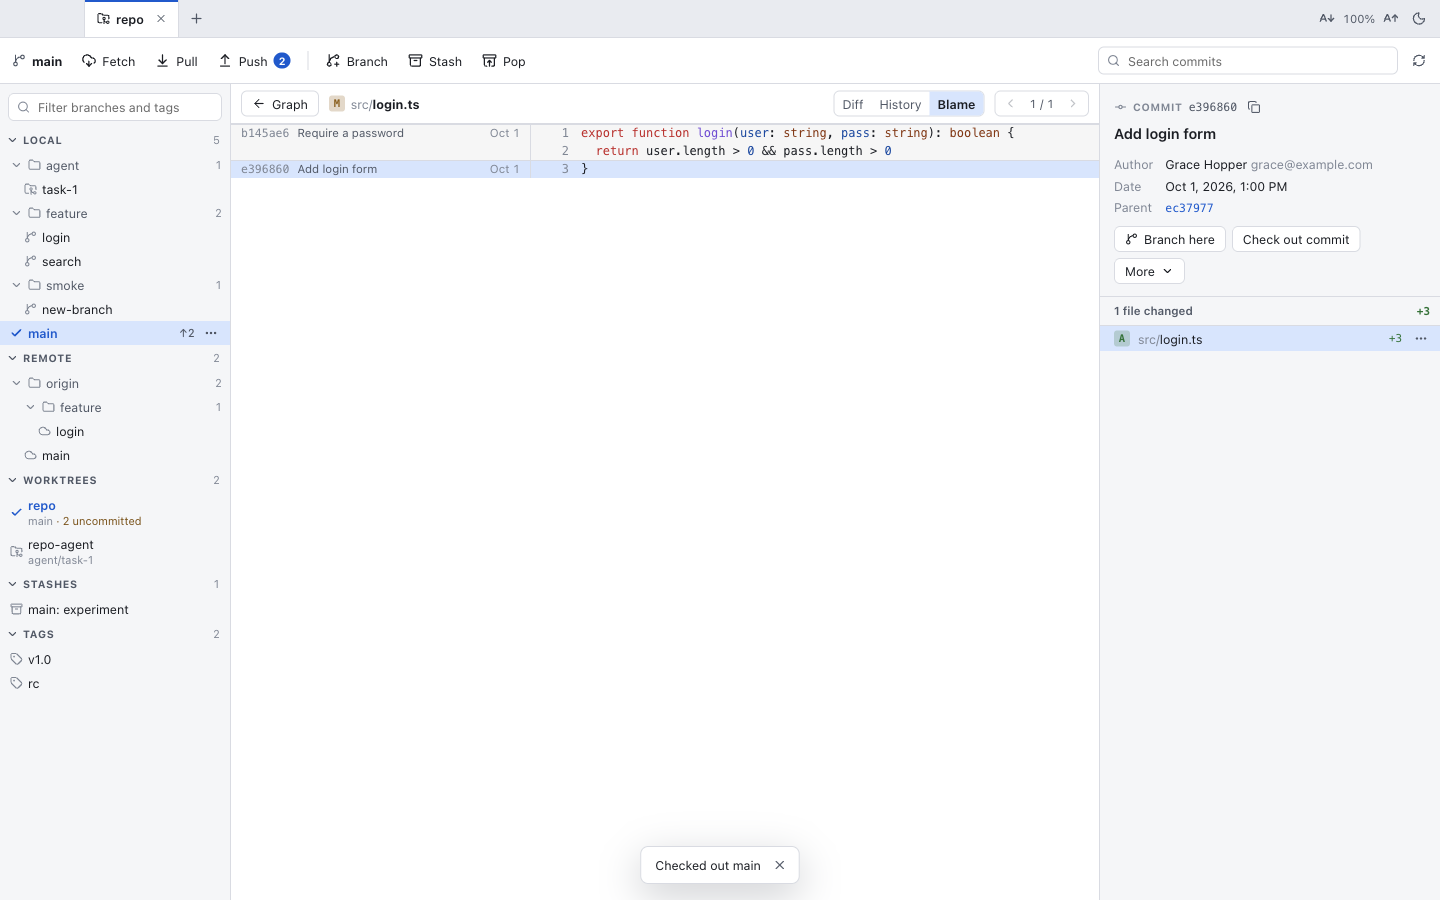 repo
100%
main
Fetch
Pull
Push 2
Branch
Stash
Pop
Search commits
Filter branches and tags
LOCAL 5
agent 1
task-1
feature 2
login
search
smoke 1
new-branch
main ↑2 ···
REMOTE 2
origin 2
feature 1
login
main
WORKTREES 2
repo
main · 2 uncommitted
repo-agent
agent/task-1
STASHES 1
main: experiment
TAGS 2
v1.0
rc
Graph
M src/login.ts
Diff History Blame
1 / 1
b145ae6 Require a password Oct 1
1 export function login(user: string, pass: string): boolean {
2 return user.length > 0 && pass.length > 0
e396860 Add login form Oct 1
3 }
Checked out main
COMMIT e396860
Add login form
Author Grace Hopper grace@example.com
Date Oct 1, 2026, 1:00 PM
Parent ec37977
Branch here
Check out commit
More
1 file changed +3
A src/login.ts +3 ···